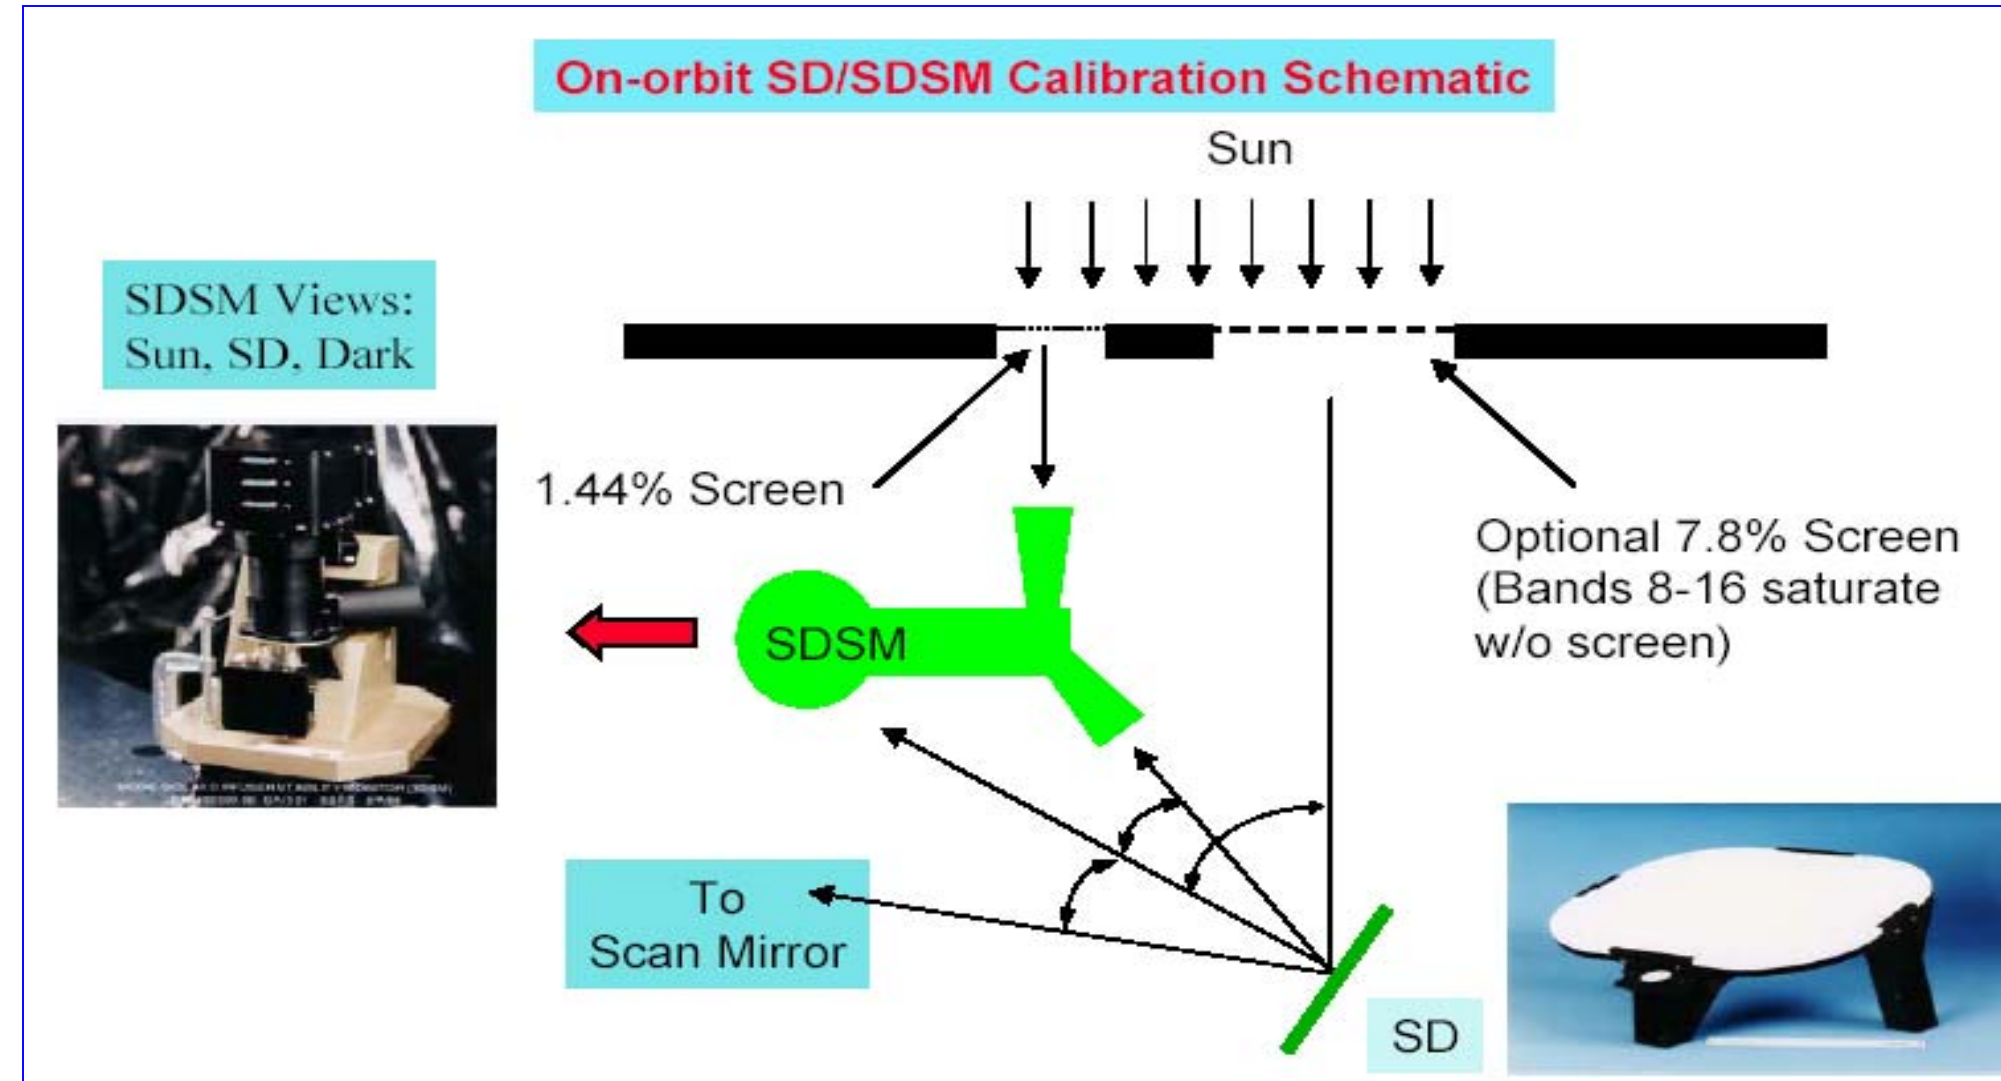 On-orbit SD/SDSM Calibration Schematic
Sun
SDSM Views:
Sun, SD, Dark
1.44% Screen
Optional 7.8% Screen
(Bands 8-16 saturate
w/o screen)
SDSM
To
Scan Mirror
SD